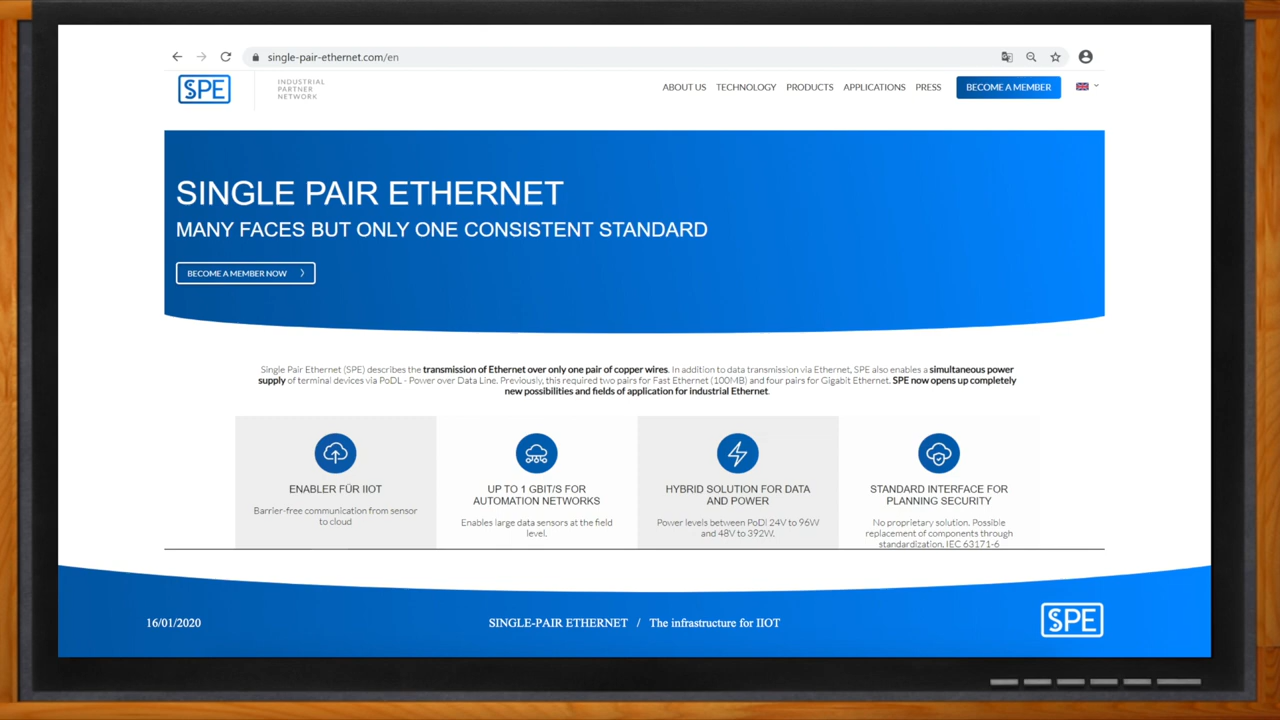 single-pair-ethernet.com/en
SPE
INDUSTRIAL
PARTNER
NETWORK
ABOUT US TECHNOLOGY PRODUCTS APPLICATIONS PRESS BECOME A MEMBER
SINGLE PAIR ETHERNET
MANY FACES BUT ONLY ONE CONSISTENT STANDARD
BECOME A MEMBER NOW
Single Pair Ethernet (SPE) describes the transmission of Ethernet over only one pair of copper wires. In addition to data transmission via Ethernet, SPE also enables a simultaneous power
supply of terminal devices via PoDL - Power over Data Line. Previously, this required two pairs for Fast Ethernet (100MB) and four pairs for Gigabit Ethernet. SPE now opens up completely
new possibilities and fields of application for industrial Ethernet.
ENABLER FÜR IIOT
Barrier-free communication from sensor
to cloud
UP TO 1 GBIT/S FOR
AUTOMATION NETWORKS
Enables large data sensors at the field
level.
HYBRID SOLUTION FOR DATA
AND POWER
Power levels between PoDl 24V to 96W
and 48V to 392W.
STANDARD INTERFACE FOR
PLANNING SECURITY
No proprietary solution. Possible
replacement of components through
standardization. IEC 63171-6
16/01/2020
SINGLE-PAIR ETHERNET / The infrastructure for IIOT
SPE